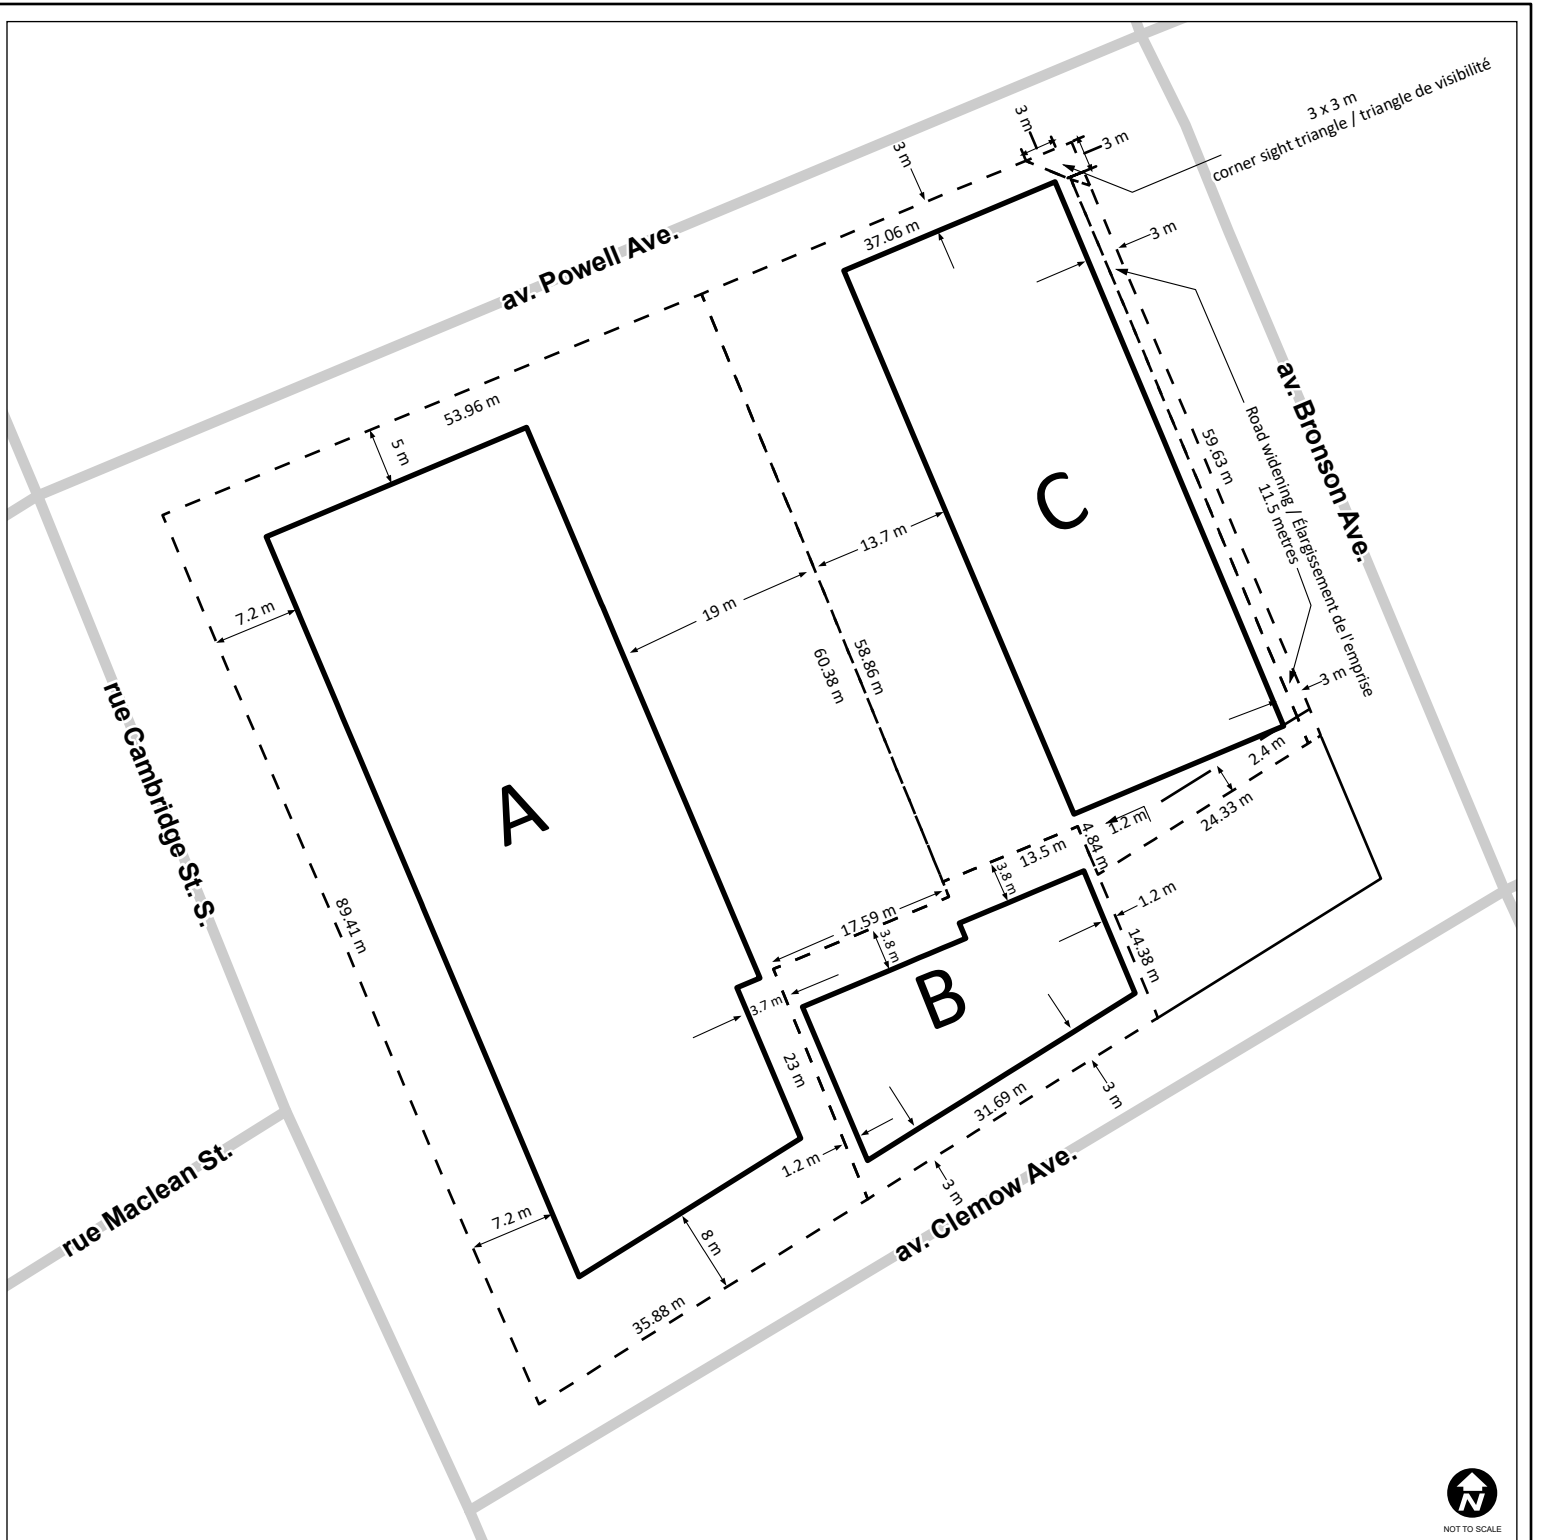 3 x 3 m
corner sight triangle / triangle de visibilité
3 m
3 m
3 m
37.06 m
3 m
av. Powell Ave.
53.96 m
5 m
av. Bronson Ave.
59.63 m
Road widening / Élargissement de l'emprise
11.5 metres
C
13.7 m
19 m
7.2 m
58.86 m
60.38 m
3 m
rue Cambridge St. S.
2.4 m
24.33 m
A
1.2 m
4.84 m
13.5 m
3.8 m
1.2 m
17.59 m
3.8 m
14.38 m
89.41 m
B
3.7 m
23 m
31.69 m
3 m
1.2 m
3 m
rue Maclean St.
av. Clemow Ave.
7.2 m
8 m
35.88 m
N
NOT TO SCALE